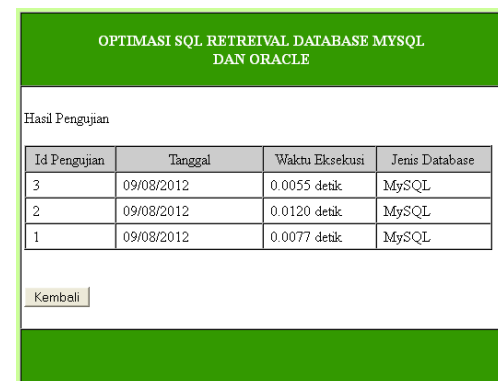 OPTIMASI SQL RETREIVAL DATABASE MYSQL
DAN ORACLE
Hasil Pengujian
Id Pengujian Tanggal Waktu Eksekusi Jenis Database
3 09/08/2012 0.0055 detik MySQL
2 09/08/2012 0.0120 detik MySQL
1 09/08/2012 0.0077 detik MySQL
Kembali